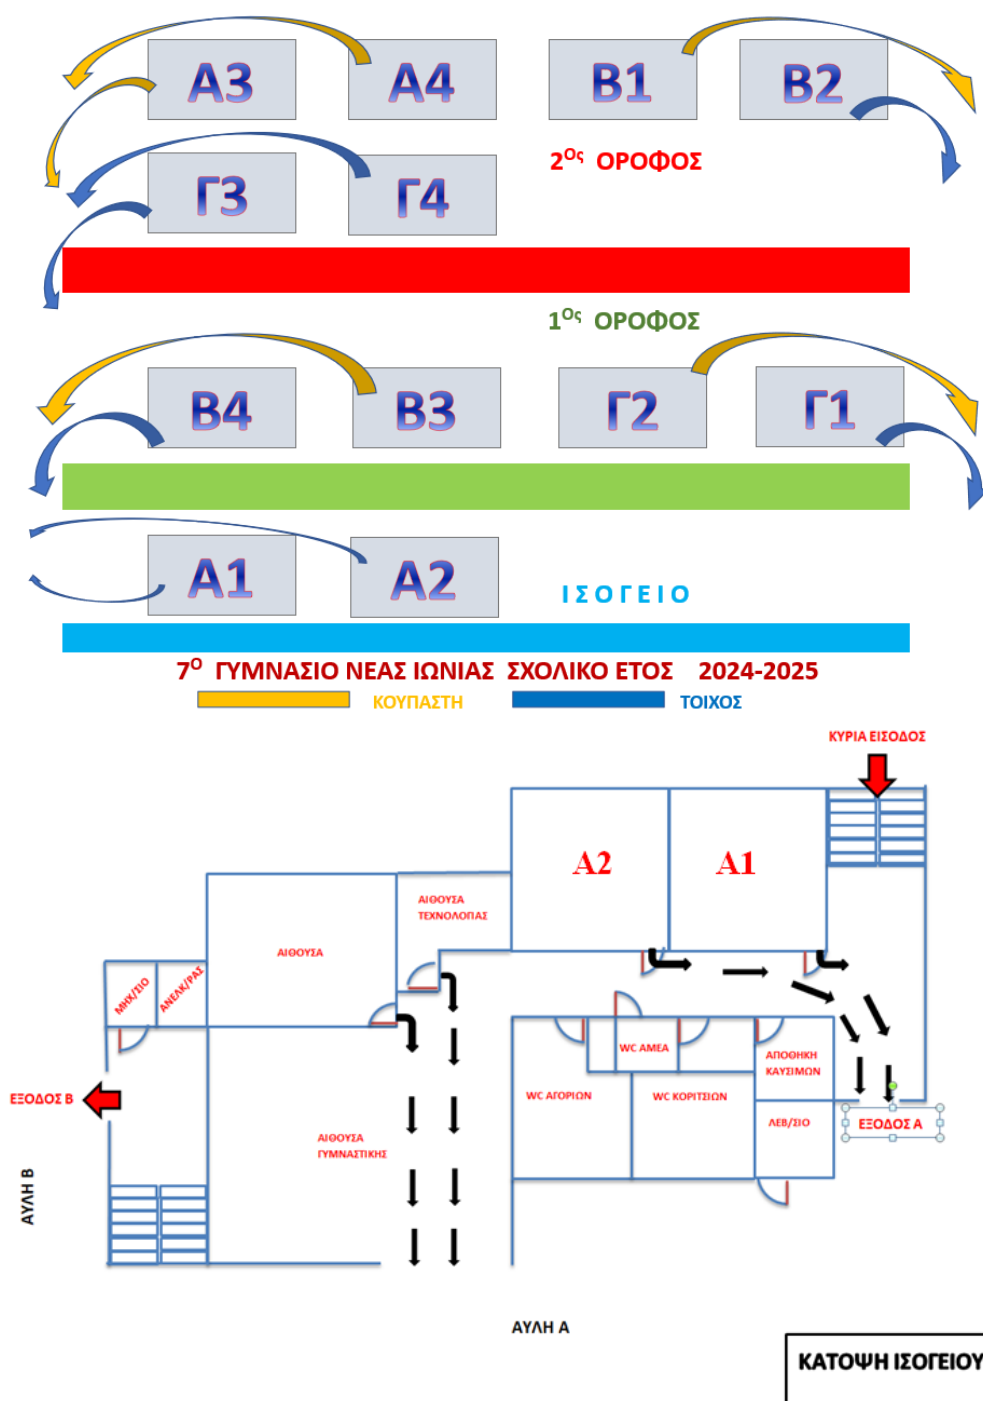 Α3 Α4 Β1 Β2
2Ος ΟΡΟΦΟΣ
Γ3 Γ4
1Ος ΟΡΟΦΟΣ
Β4 Β3 Γ2 Γ1
Α1 Α2
ΙΣΟΓΕΙΟ
7Ο ΓΥΜΝΑΣΙΟ ΝΕΑΣ ΙΩΝΙΑΣ ΣΧΟΛΙΚΟ ΕΤΟΣ 2024-2025
ΚΟΥΠΑΣΤΗ ΤΟΙΧΟΣ
ΚΥΡΙΑ ΕΙΣΟΔΟΣ
Α2 Α1
ΑΙΘΟΥΣΑ
ΤΕΧΝΟΛΟΓΙΑΣ
ΑΙΘΟΥΣΑ
ΜΗΧ/ΣΙΟ
ΑΝΕΛΚ/ΡΑΣ
WC ΑΜΕΑ
ΑΠΟΘΗΚΗ
ΚΑΥΣΙΜΩΝ
WC ΑΓΟΡΙΩΝ
WC ΚΟΡΙΤΣΙΩΝ
ΛΕΒ/ΣΙΟ
ΕΞΟΔΟΣ Α
ΕΞΟΔΟΣ Β
ΑΙΘΟΥΣΑ
ΓΥΜΝΑΣΤΙΚΗΣ
ΑΥΛΗ Β
ΑΥΛΗ Α
ΚΑΤΟΨΗ ΙΣΟΓΕΙΟΥ